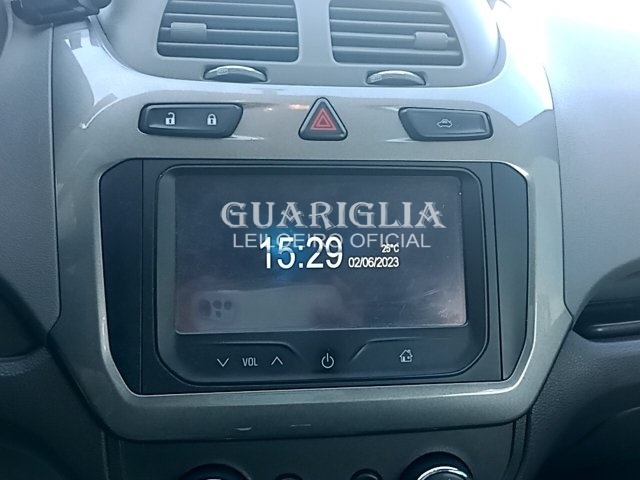 GUARIGLIA
LEILOEIRO OFICIAL
15:29
25°C
02/06/2023
VOL